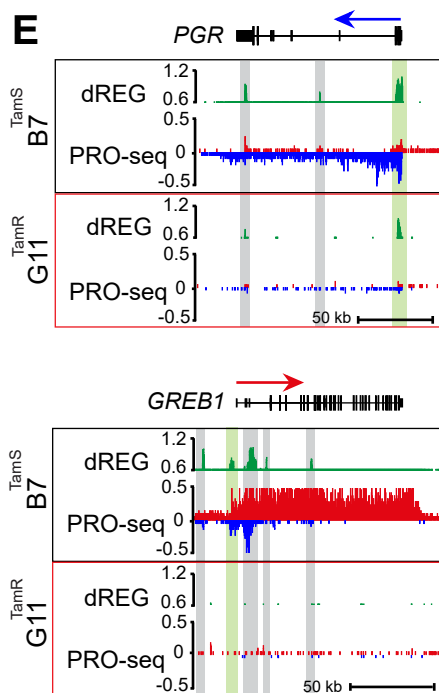 E
PGR
TamS
B7
dREG
1.2
0.6
PRO-seq
0
-0.5
TamR
G11
dREG
1.2
0.6
PRO-seq
0.5
0
-0.5
50 kb
GREB1
TamS
B7
dREG
1.2
0.6
PRO-seq
0.5
0
-0.5
TamR
G11
dREG
1.2
0.6
PRO-seq
0.5
0
-0.5
50 kb